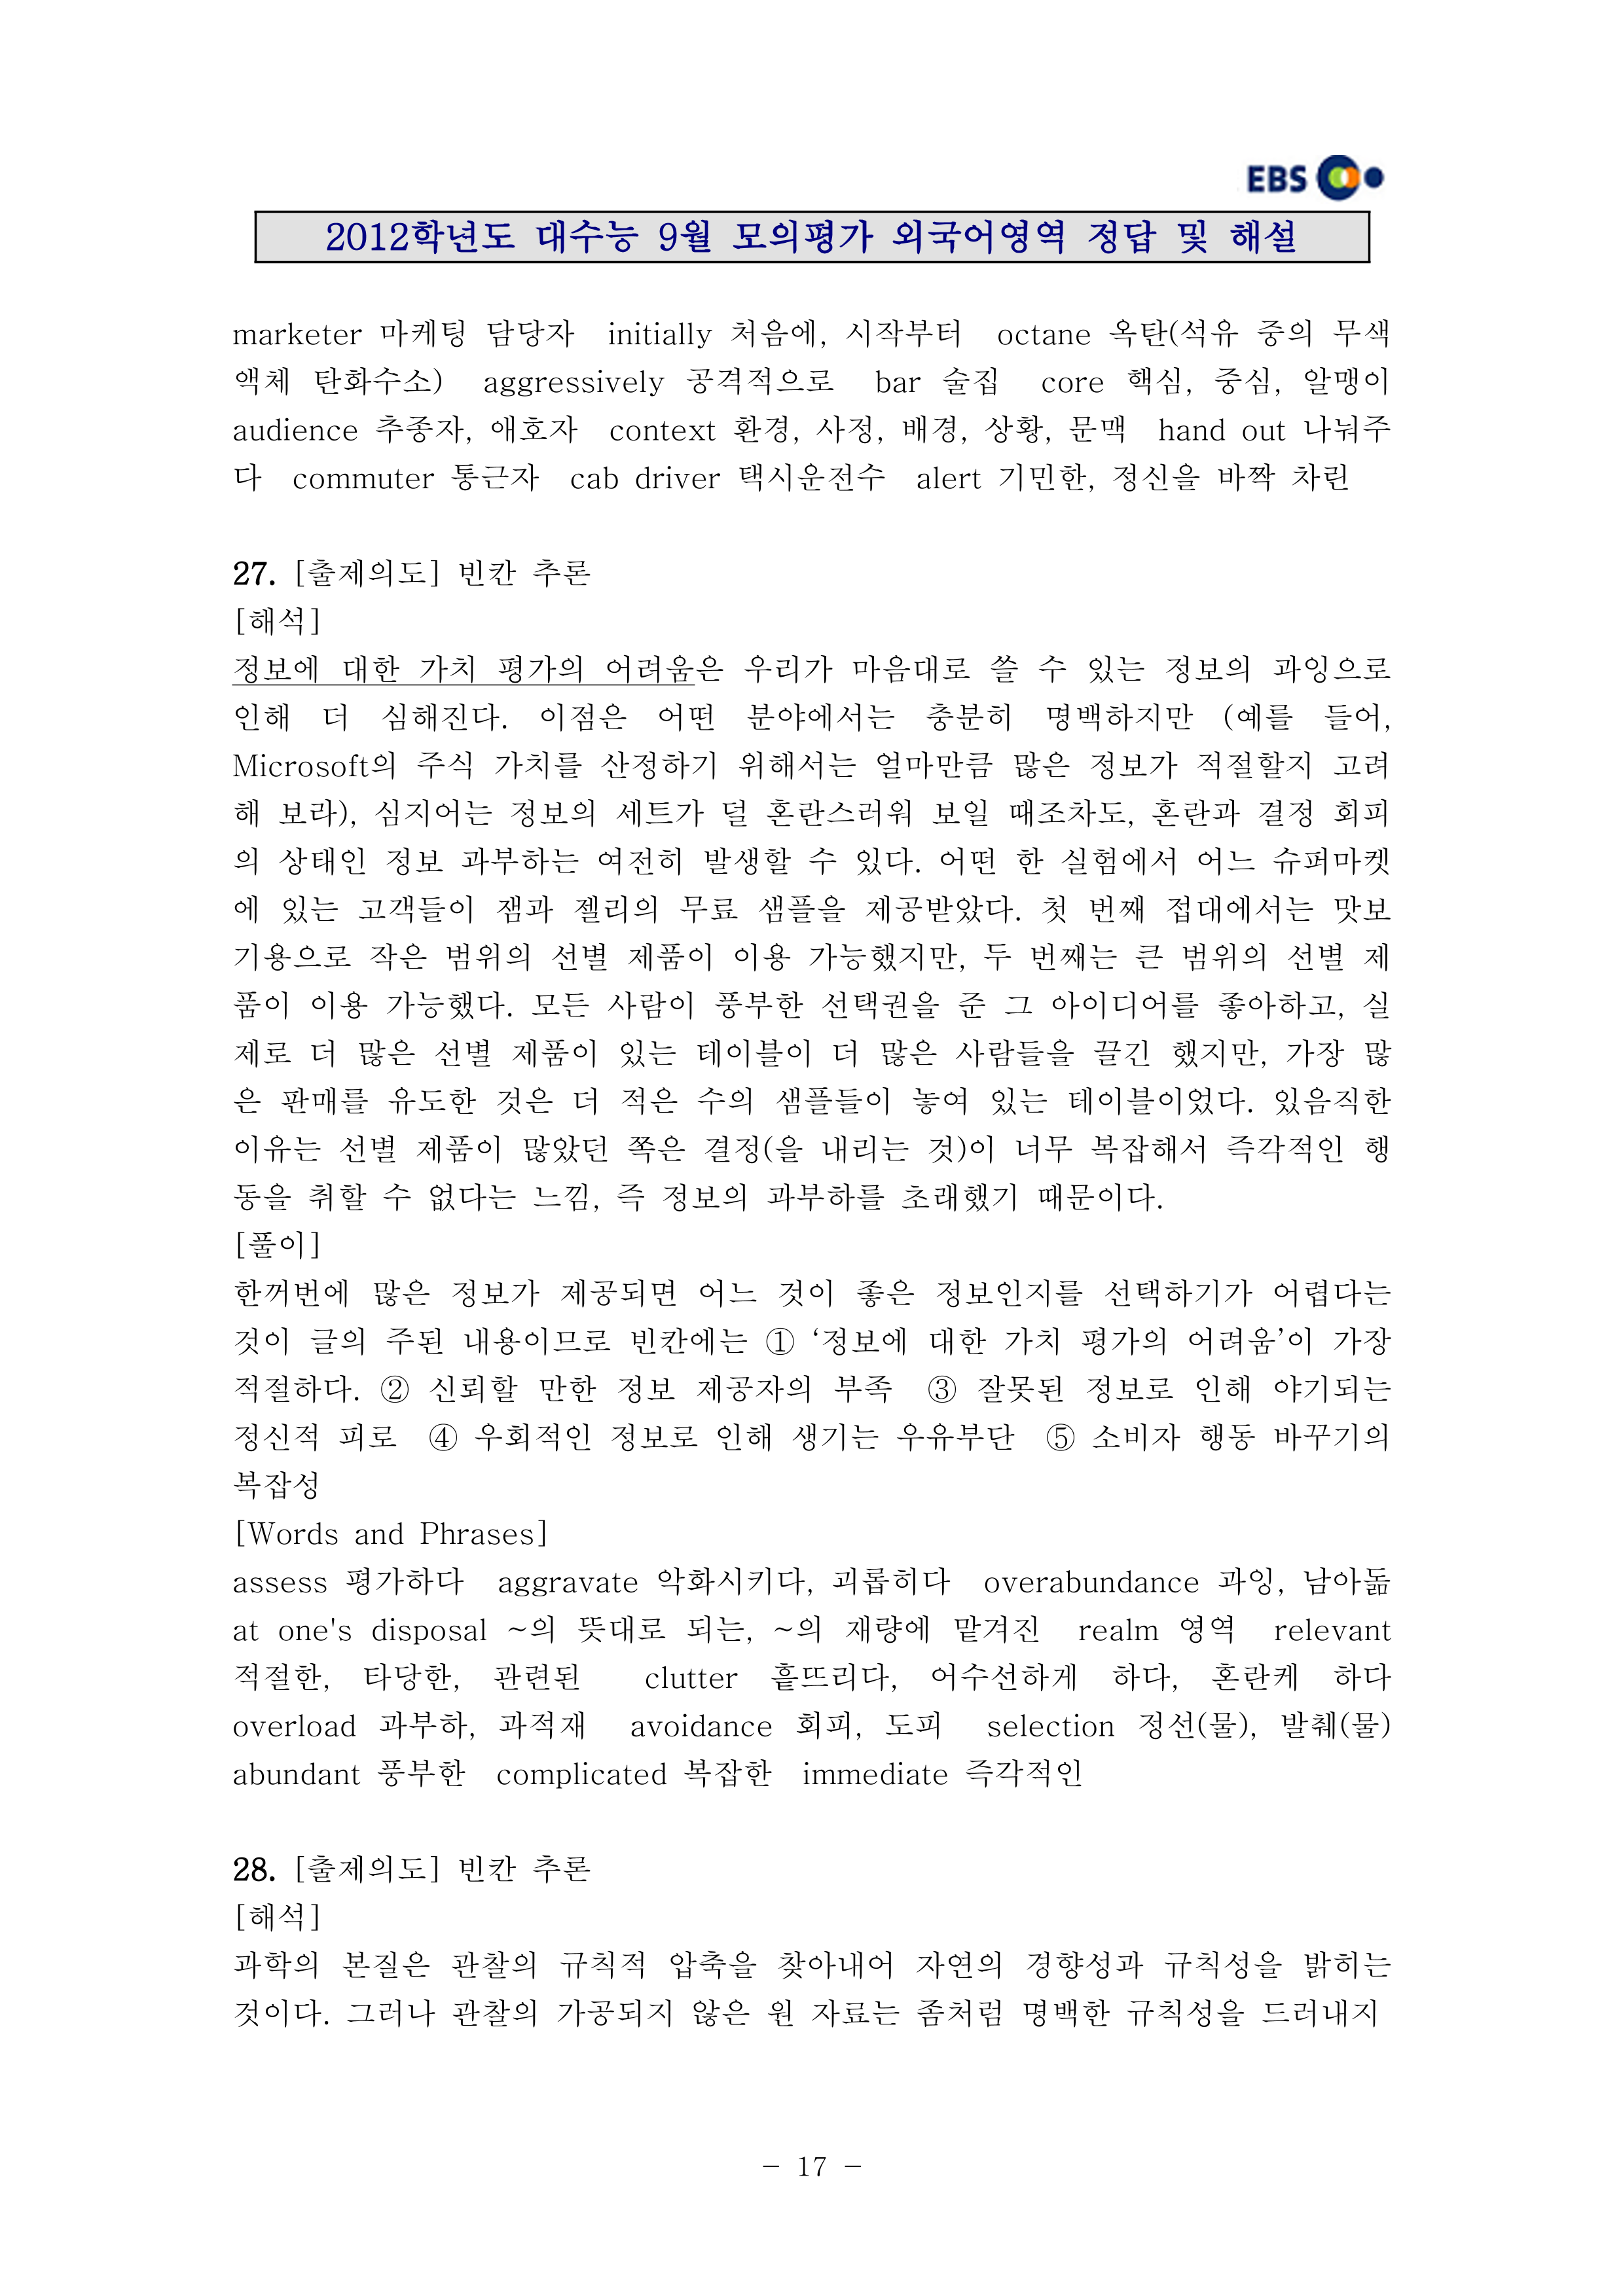 EBS
2012학년도 대수능 9월 모의평가 외국어영역 정답 및 해설
marketer 마케팅 담당자 initially 처음에, 시작부터 octane 옥탄(석유 중의 무색
액체 탄화수소) aggressively 공격적으로 bar 술집 core 핵심, 중심, 알맹이
audience 추종자, 애호자 context 환경, 사정, 배경, 상황, 문맥 hand out 나눠주
다 commuter 통근자 cab driver 택시운전수 alert 기민한, 정신을 바짝 차린
27. [출제의도] 빈칸 추론
[해석]
정보에 대한 가치 평가의 어려움은 우리가 마음대로 쓸 수 있는 정보의 과잉으로
인해 더 심해진다. 이점은 어떤 분야에서는 충분히 명백하지만 (예를 들어,
Microsoft의 주식 가치를 산정하기 위해서는 얼마만큼 많은 정보가 적절할지 고려
해 보라), 심지어는 정보의 세트가 덜 혼란스러워 보일 때조차도, 혼란과 결정 회피
의 상태인 정보 과부하는 여전히 발생할 수 있다. 어떤 한 실험에서 어느 슈퍼마켓
에 있는 고객들이 잼과 젤리의 무료 샘플을 제공받았다. 첫 번째 접대에서는 맛보
기용으로 작은 범위의 선별 제품이 이용 가능했지만, 두 번째는 큰 범위의 선별 제
품이 이용 가능했다. 모든 사람이 풍부한 선택권을 준 그 아이디어를 좋아하고, 실
제로 더 많은 선별 제품이 있는 테이블이 더 많은 사람들을 끌긴 했지만, 가장 많
은 판매를 유도한 것은 더 적은 수의 샘플들이 놓여 있는 테이블이었다. 있음직한
이유는 선별 제품이 많았던 쪽은 결정(을 내리는 것)이 너무 복잡해서 즉각적인 행
동을 취할 수 없다는 느낌, 즉 정보의 과부하를 초래했기 때문이다.
[풀이]
한꺼번에 많은 정보가 제공되면 어느 것이 좋은 정보인지를 선택하기가 어렵다는
것이 글의 주된 내용이므로 빈칸에는 ① ‘정보에 대한 가치 평가의 어려움’이 가장
적절하다. ② 신뢰할 만한 정보 제공자의 부족 ③ 잘못된 정보로 인해 야기되는
정신적 피로 ④ 우회적인 정보로 인해 생기는 우유부단 ⑤ 소비자 행동 바꾸기의
복잡성
[Words and Phrases]
assess 평가하다 aggravate 악화시키다, 괴롭히다 overabundance 과잉, 남아돎
at one's disposal ~의 뜻대로 되는, ~의 재량에 맡겨진 realm 영역 relevant
적절한, 타당한, 관련된 clutter 흩뜨리다, 어수선하게 하다, 혼란케 하다
overload 과부하, 과적재 avoidance 회피, 도피 selection 정선(물), 발췌(물)
abundant 풍부한 complicated 복잡한 immediate 즉각적인
28. [출제의도] 빈칸 추론
[해석]
과학의 본질은 관찰의 규칙적 압축을 찾아내어 자연의 경향성과 규칙성을 밝히는
것이다. 그러나 관찰의 가공되지 않은 원 자료는 좀처럼 명백한 규칙성을 드러내지
- 17 -